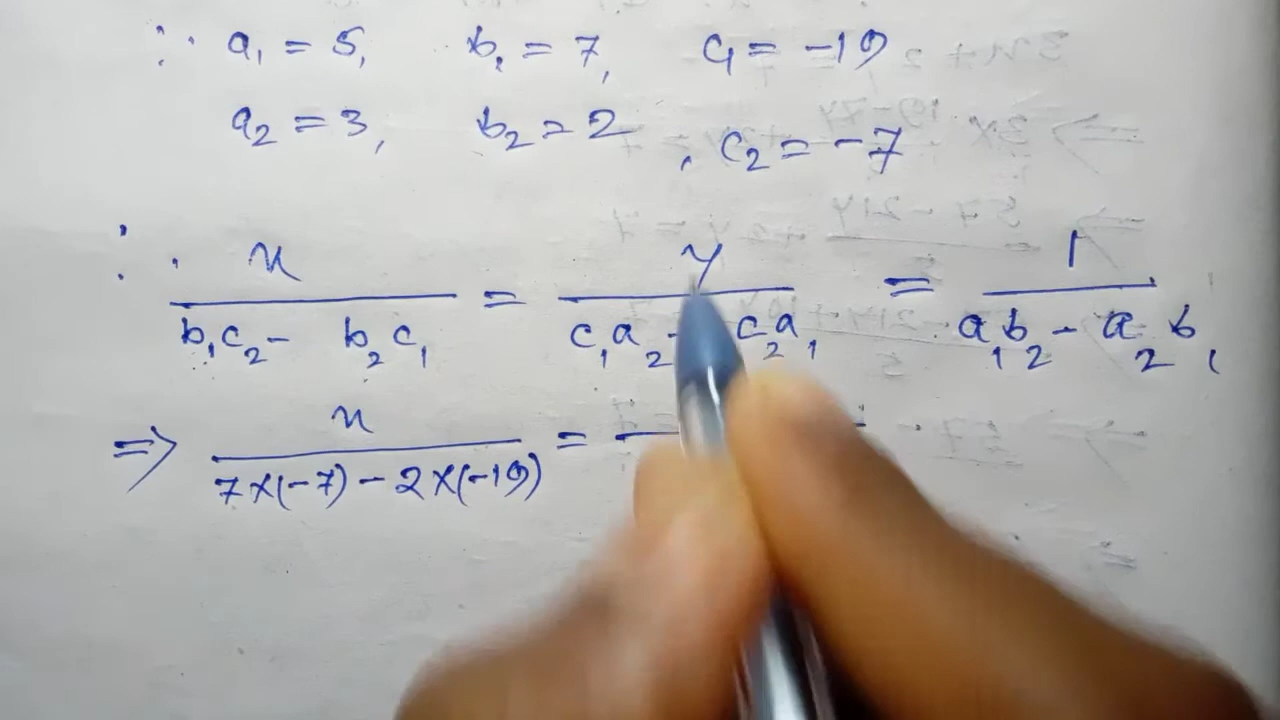 ∵ a₁ = 5, b₁ = 7, c₁ = -19
a₂ = 3, b₂ = 2, c₂ = -7
∴ x/(b₁c₂ - b₂c₁) = y/(c₁a₂ - c₂a₁) = 1/(a₁b₂ - a₂b₁)
⇒ x/(7×(-7) - 2×(-19)) =